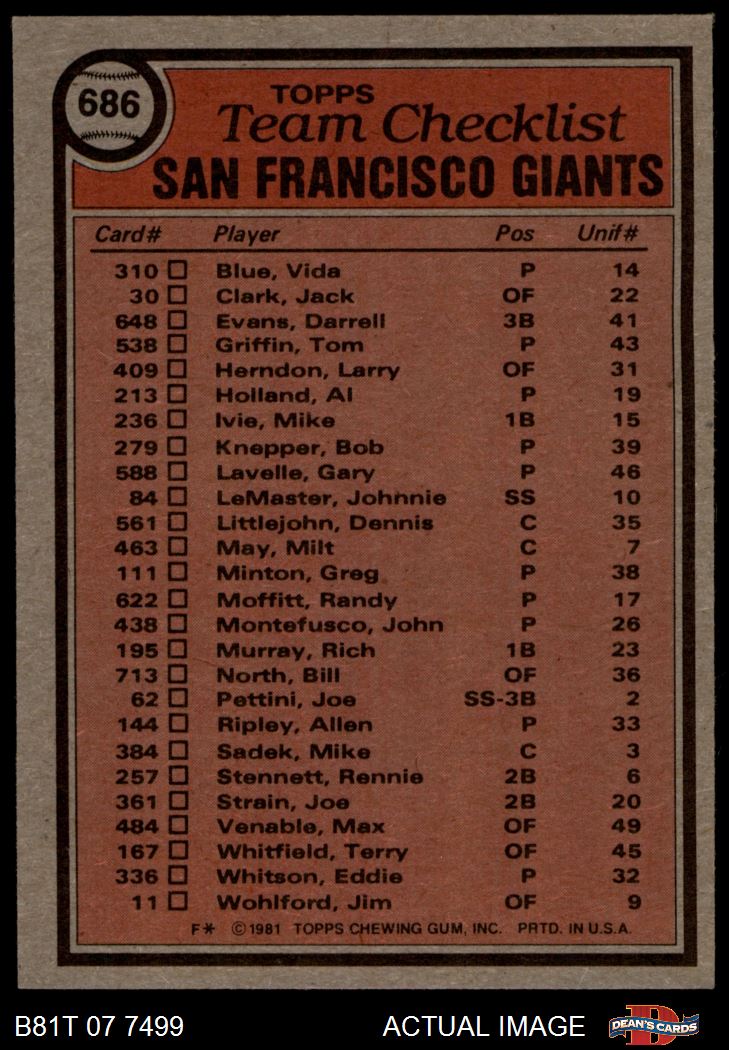 686
TOPPS
Team Checklist
SAN FRANCISCO GIANTS
Card# Player Pos Unif#
310 Blue, Vida P 14
30 Clark, Jack OF 22
648 Evans, Darrell 3B 41
538 Griffin, Tom P 43
409 Herndon, Larry OF 31
213 Holland, Al P 19
236 Ivie, Mike 1B 15
279 Knepper, Bob P 39
588 Lavelle, Gary P 46
84 LeMaster, Johnnie SS 10
561 Littlejohn, Dennis C 35
463 May, Milt C 7
111 Minton, Greg P 38
622 Moffitt, Randy P 17
438 Montefusco, John P 26
195 Murray, Rich 1B 23
713 North, Bill OF 36
62 Pettini, Joe SS-3B 2
144 Ripley, Allen P 33
384 Sadek, Mike C 3
257 Stennett, Rennie 2B 6
361 Strain, Joe 2B 20
484 Venable, Max OF 49
167 Whitfield, Terry OF 45
336 Whitson, Eddie P 32
11 Wohlford, Jim OF 9
F* ©1981 TOPPS CHEWING GUM, INC. PRTD. IN U.S.A.
B81T 07 7499 ACTUAL IMAGE DEAN'S CARDS